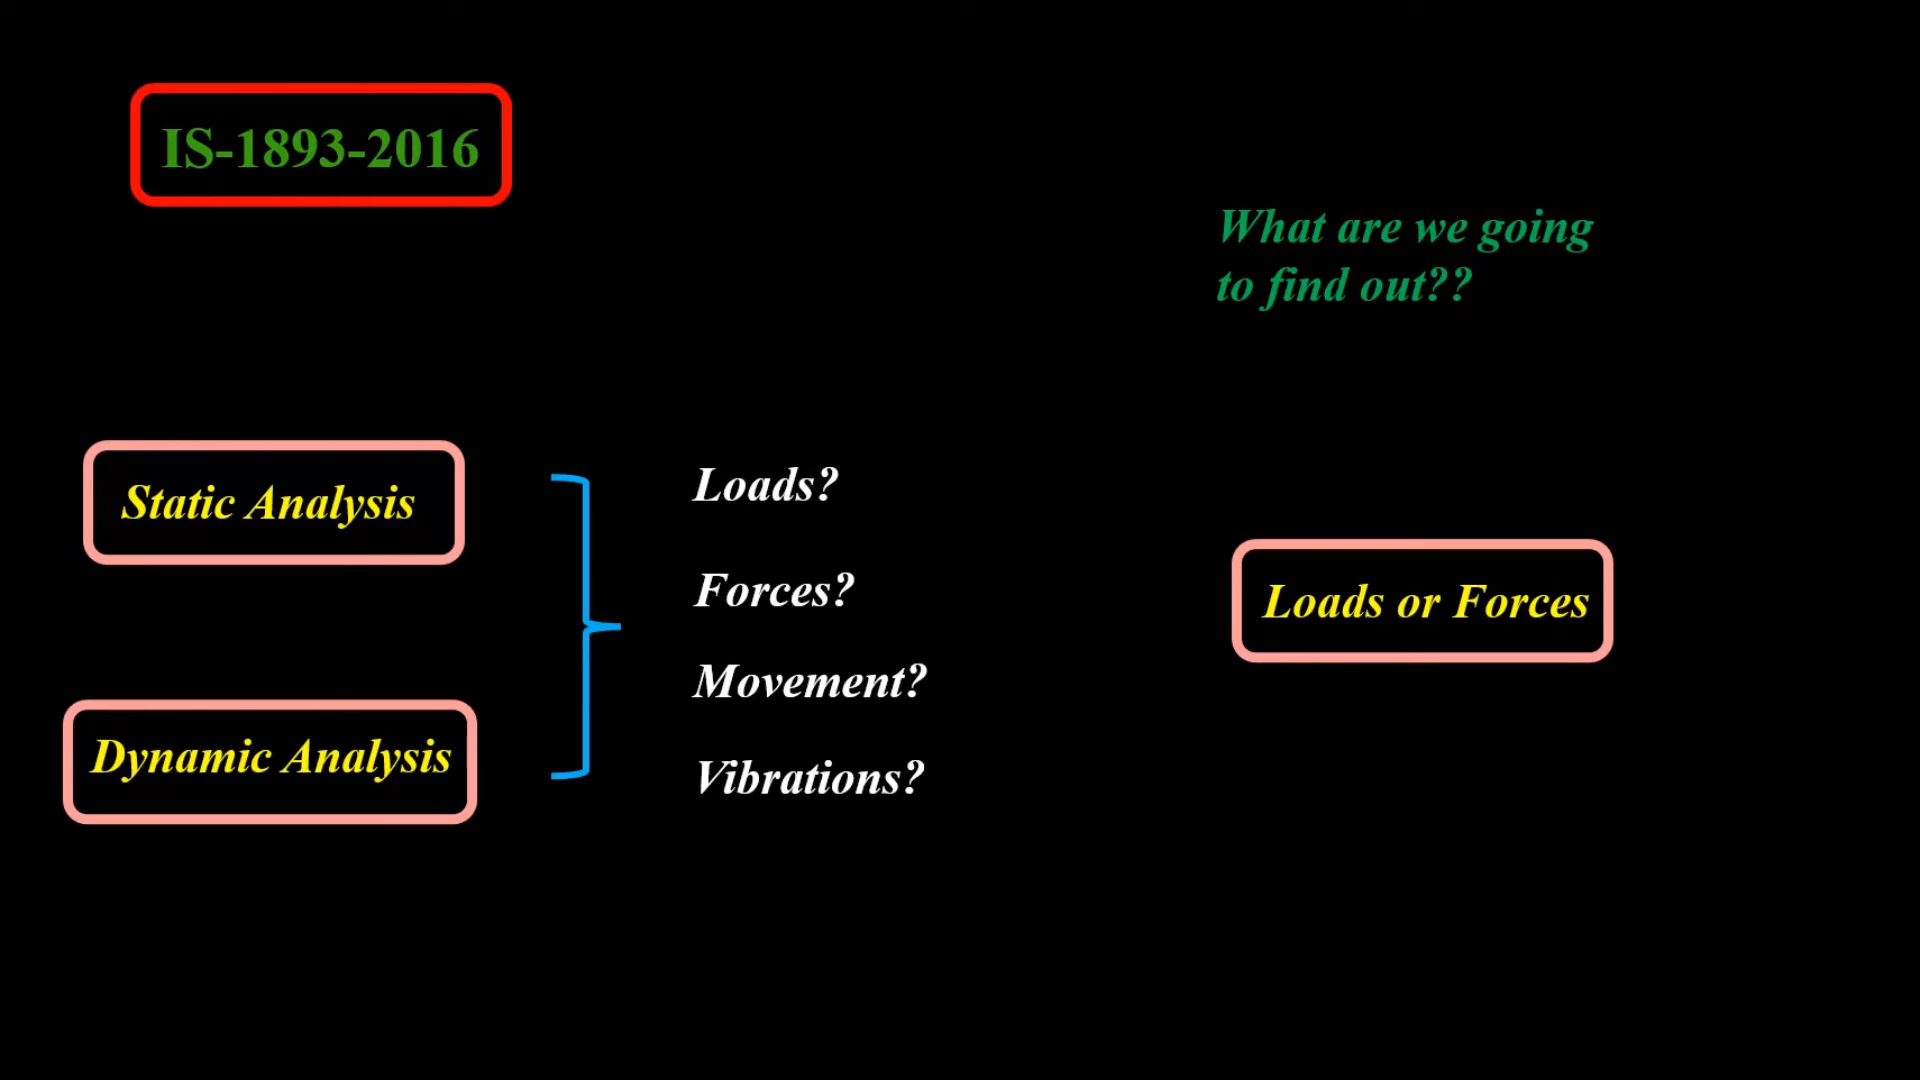 IS-1893-2016
What are we going
to find out??
Static Analysis
Dynamic Analysis
Loads?
Forces?
Movement?
Vibrations?
Loads or Forces